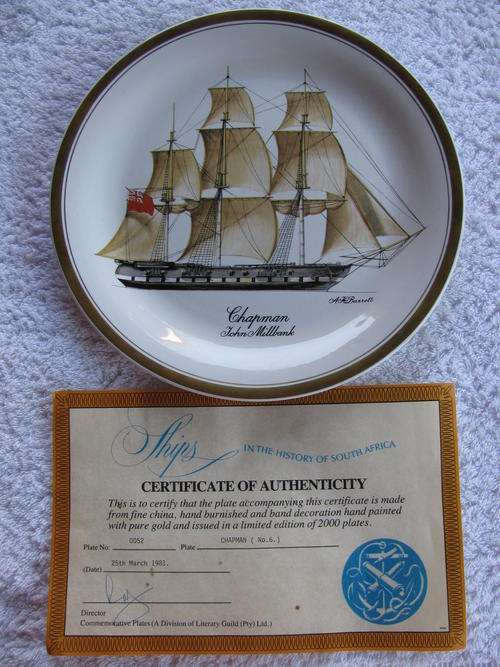 Chapman
John Millbank
A.H. Barrett
Ships IN THE HISTORY OF SOUTH AFRICA
CERTIFICATE OF AUTHENTICITY
This is to certify that the plate accompanying this certificate is made
from fine china, hand burnished and band decoration hand painted
with pure gold and issued in a limited edition of 2000 plates.
Plate No: 0052 Plate CHAPMAN ( No.6.)
(Date) 25th March 1981.
Director
Commemorative Plates (A Division of Literary Guild (Pty) Ltd.)